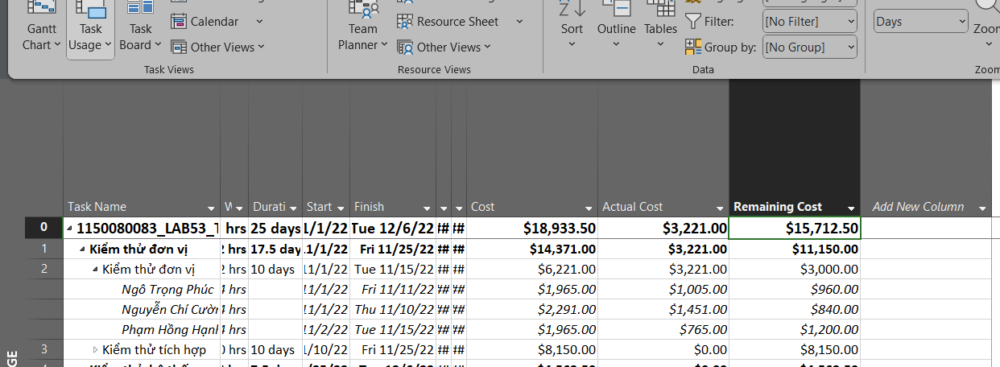 Calendar
Resource Sheet
Filter:
[No Filter]
Days
Gantt Chart
Task Usage
Task Board
Team Planner
Sort
Outline
Tables
Zoom
Other Views
Other Views
Group by:
[No Group]
Task Views
Resource Views
Data
Zoom
Task Name W Durati Start Finish Cost Actual Cost Remaining Cost Add New Column
0 1150080083_LAB53_ hrs 25 days 1/1/22 Tue 12/6/22 ## ## $18,933.50 $3,221.00 $15,712.50
1 Kiểm thử đơn vị 2 hrs 17.5 day 11/1/22 Fri 11/25/22 ## ## $14,371.00 $3,221.00 $11,150.00
2 Kiểm thử đơn vị 2 hrs 10 days 11/1/22 Tue 11/15/22 ## ## $6,221.00 $3,221.00 $3,000.00
Ngô Trọng Phúc 4 hrs 11/1/22 Fri 11/11/22 ## ## $1,965.00 $1,005.00 $960.00
Nguyễn Chí Cườn 4 hrs 11/1/22 Thu 11/10/22 ## ## $2,291.00 $1,451.00 $840.00
Phạm Hồng Hạnh 4 hrs 11/2/22 Tue 11/15/22 ## ## $1,965.00 $765.00 $1,200.00
3 Kiểm thử tích hợp 0 hrs 10 days 1/10/22 Fri 11/25/22 ## ## $8,150.00 $0.00 $8,150.00
GE